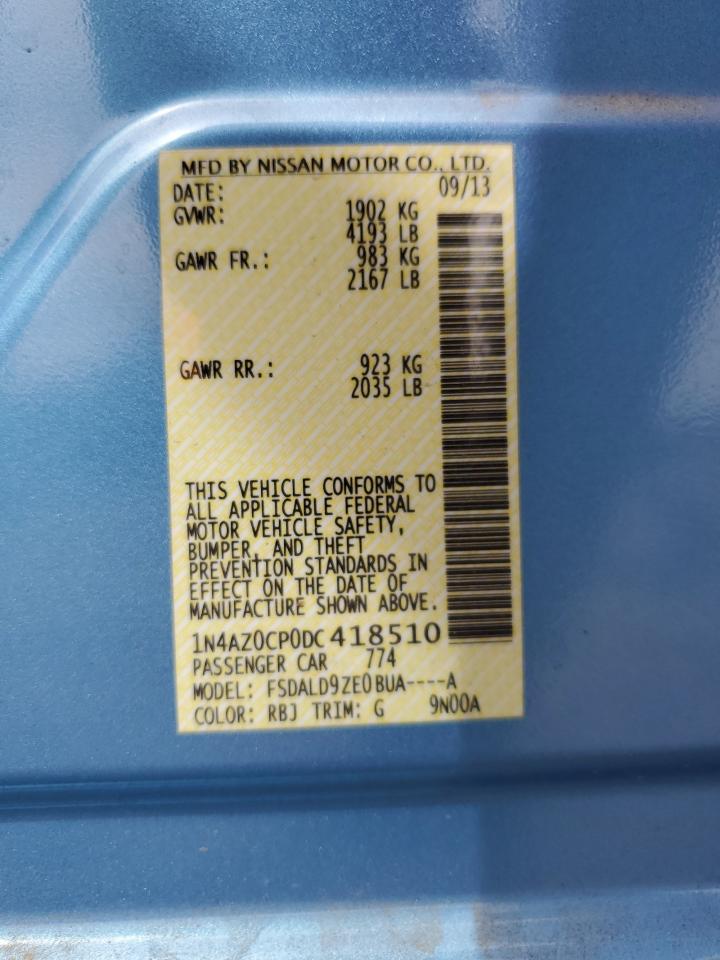 MFD BY NISSAN MOTOR CO., LTD.
DATE: 09/13
GVWR: 1902 KG
4193 LB
GAWR FR.: 983 KG
2167 LB
GAWR RR.: 923 KG
2035 LB
THIS VEHICLE CONFORMS TO
ALL APPLICABLE FEDERAL
MOTOR VEHICLE SAFETY,
BUMPER, AND THEFT
PREVENTION STANDARDS IN
EFFECT ON THE DATE OF
MANUFACTURE SHOWN ABOVE.
1N4AZ0CP0DC418510
PASSENGER CAR 774
MODEL: FSDALD9ZE0BUA----A
COLOR: RBJ TRIM: G 9N00A